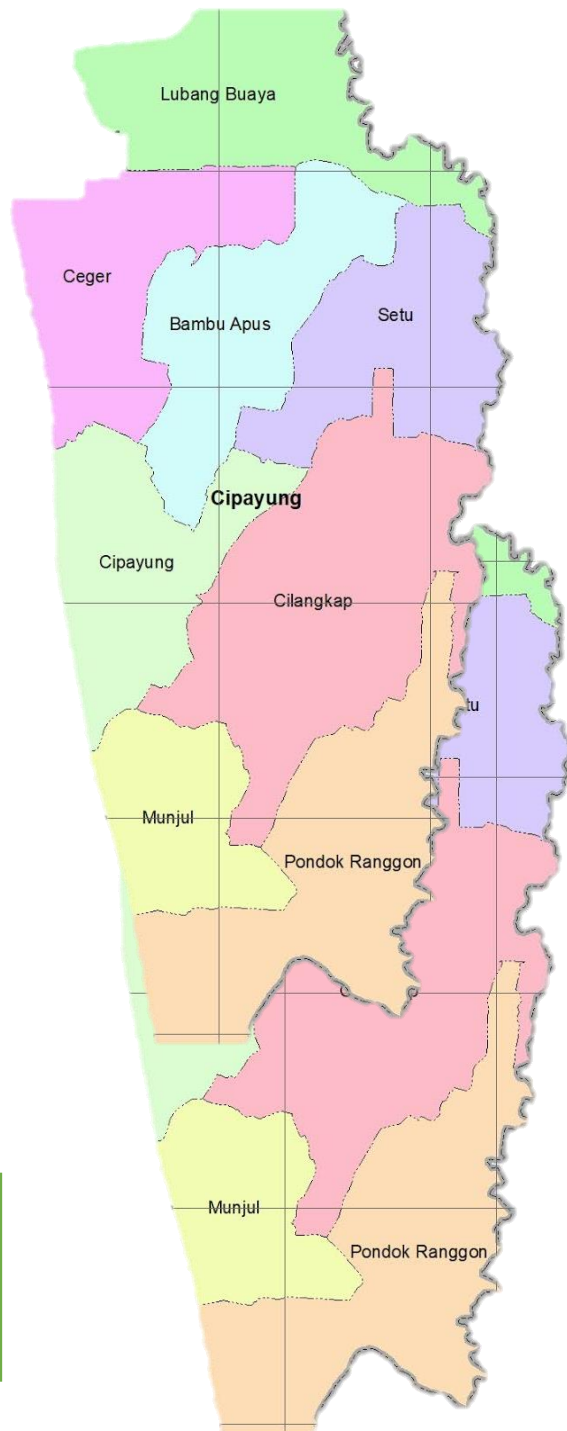 Lubang Buaya
Ceger
Bambu Apus
Setu
Cipayung
Cipayung
Cilangkap
tu
Munjul
Pondok Ranggon
Munjul
Pondok Ranggon